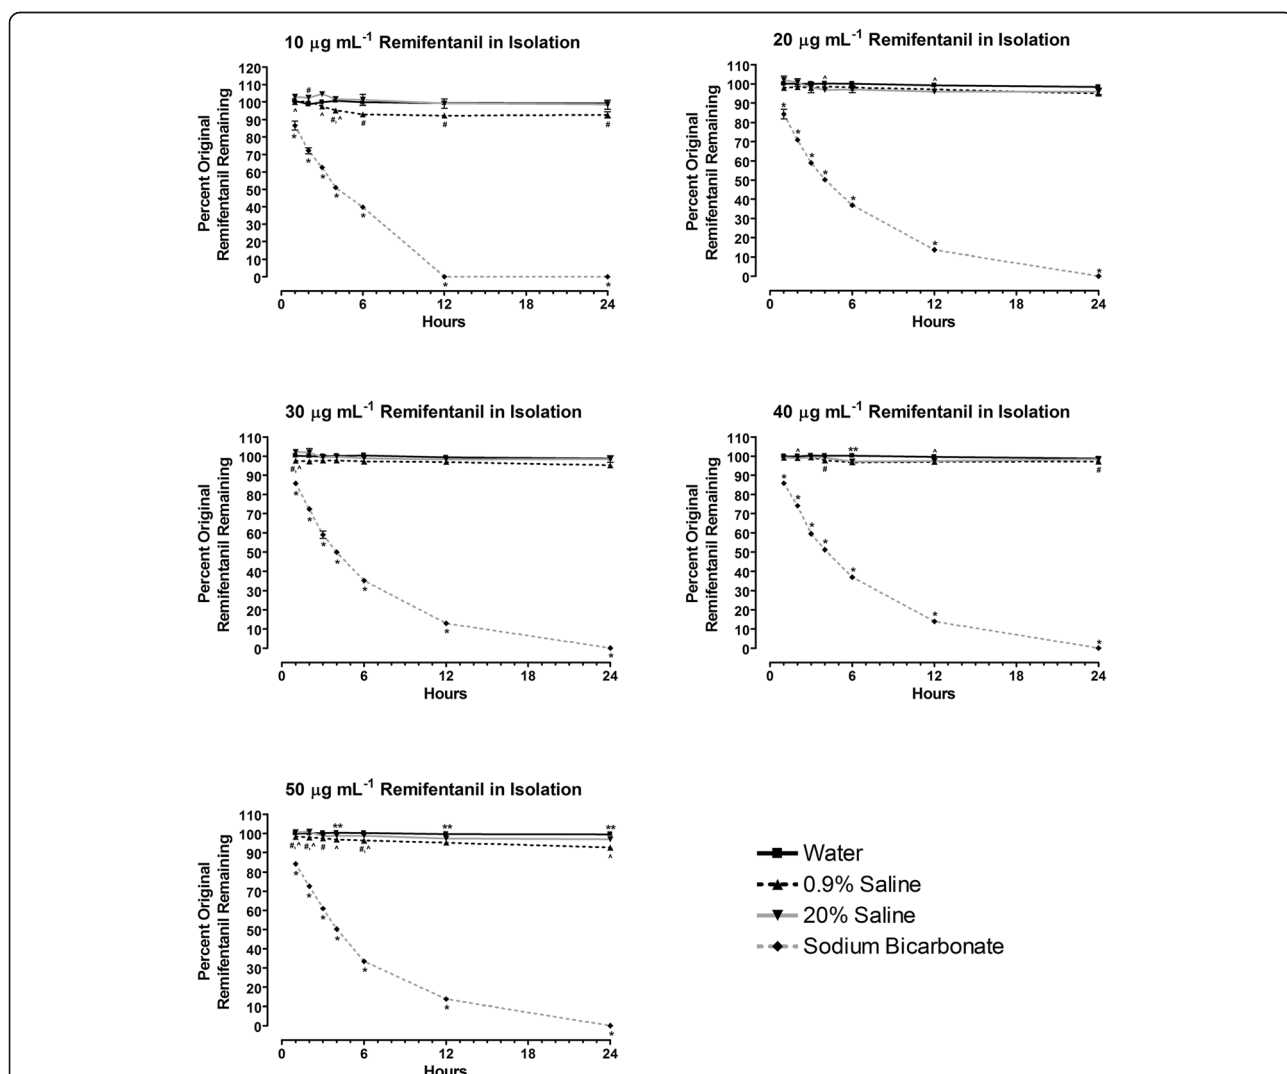 10 μg mL-1 Remifentanil in Isolation
Percent Original
Remifentanil Remaining
120
110
100
90
80
70
60
50
40
30
20
10
0
# ^ ^ #,^ # # #
* * * * * * *
0 6 12 18 24
Hours
20 μg mL-1 Remifentanil in Isolation
Percent Original
Remifentanil Remaining
110
100
90
80
70
60
50
40
30
20
10
0
^ ^
* * * * * * *
0 6 12 18 24
Hours
30 μg mL-1 Remifentanil in Isolation
Percent Original
Remifentanil Remaining
110
100
90
80
70
60
50
40
30
20
10
0
#,^
* * * * * * *
0 6 12 18 24
Hours
40 μg mL-1 Remifentanil in Isolation
Percent Original
Remifentanil Remaining
110
100
90
80
70
60
50
40
30
20
10
0
^ ** ^
# #
* * * * * * *
0 6 12 18 24
Hours
50 μg mL-1 Remifentanil in Isolation
Percent Original
Remifentanil Remaining
110
100
90
80
70
60
50
40
30
20
10
0
** ** **
#,^ #,^ # ^ #,^ ^
* * * * * * *
0 6 12 18 24
Hours
Water
0.9% Saline
20% Saline
Sodium Bicarbonate